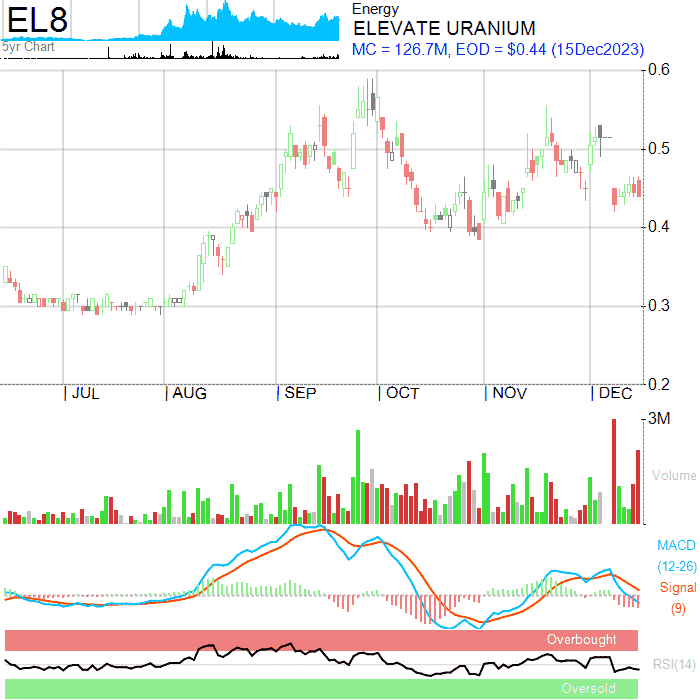 EL8
5yr Chart
Energy
ELEVATE URANIUM
MC = 126.7M, EOD = $0.44 (15Dec2023)
0.6
0.5
0.4
0.3
0.2
JUL AUG SEP OCT NOV DEC
3M
Volume
MACD
(12-26)
Signal
(9)
Overbought
RSI(14)
Oversold